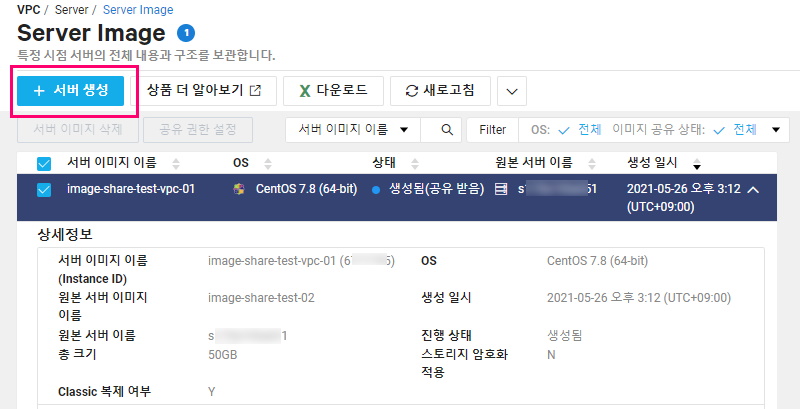 VPC / Server / Server Image
Server Image 1
특정 시점 서버의 전체 내용과 구조를 보관합니다.
+ 서버 생성 상품 더 알아보기 다운로드 새로고침
서버 이미지 삭제 공유 권한 설정 서버 이미지 이름 Filter OS: 전체 이미지 공유 상태: 전체
서버 이미지 이름 OS 상태 원본 서버 이름 생성 일시
image-share-test-vpc-01 CentOS 7.8 (64-bit) 생성됨(공유 받음) 2021-05-26 오후 3:12
(UTC+09:00)
상세정보
서버 이미지 이름 image-share-test-vpc-01 OS CentOS 7.8 (64-bit)
(Instance ID)
원본 서버 이미지 image-share-test-02 생성 일시 2021-05-26 오후 3:12 (UTC+09:00)
이름
원본 서버 이름 진행 상태 생성됨
총 크기 50GB 스토리지 암호화 N
적용
Classic 복제 여부 Y